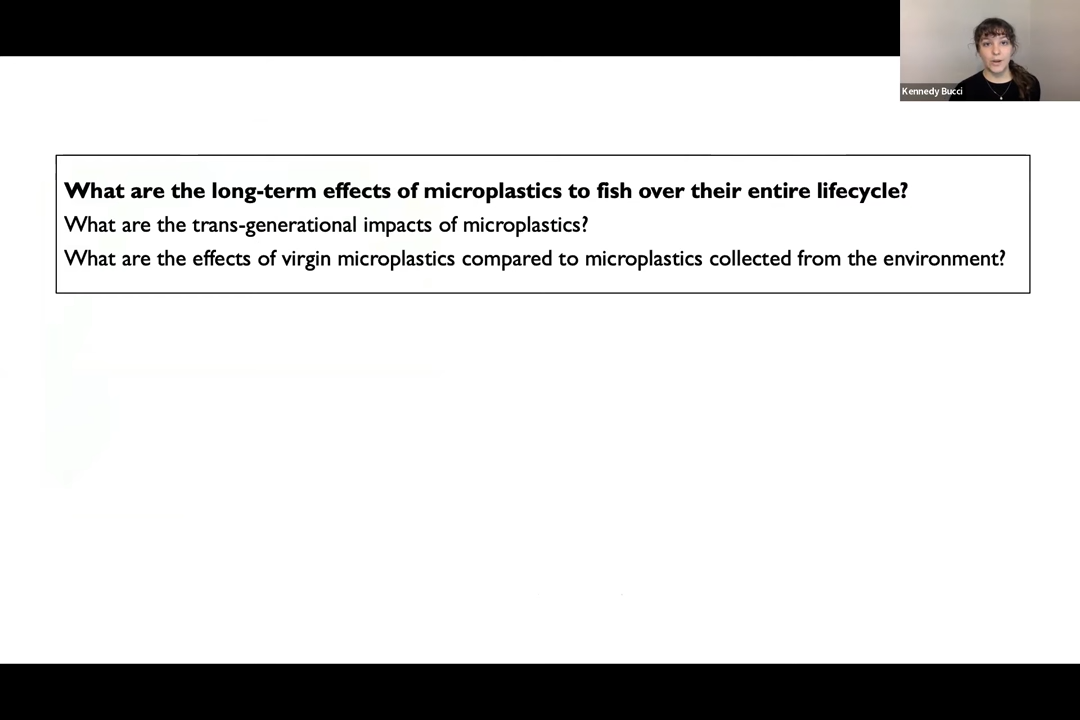 Kennedy Bucci
What are the long-term effects of microplastics to fish over their entire lifecycle?
What are the trans-generational impacts of microplastics?
What are the effects of virgin microplastics compared to microplastics collected from the environment?